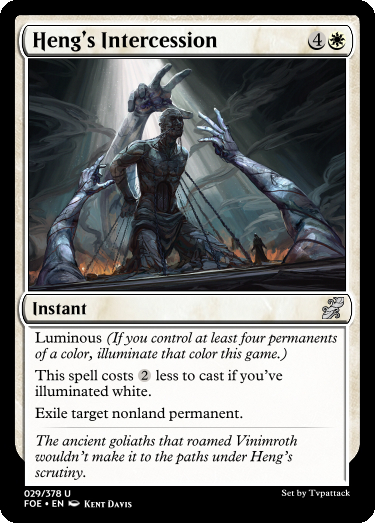 Heng's Intercession 4
Instant
Luminous (If you control at least four permanents
of a color, illuminate that color this game.)
This spell costs 2 less to cast if you've
illuminated white.
Exile target nonland permanent.
The ancient goliaths that roamed Vinimroth
wouldn't make it to the paths under Heng's
scrutiny.
029/378 U
FOE • EN Kent Davis
Set by Tvpattack